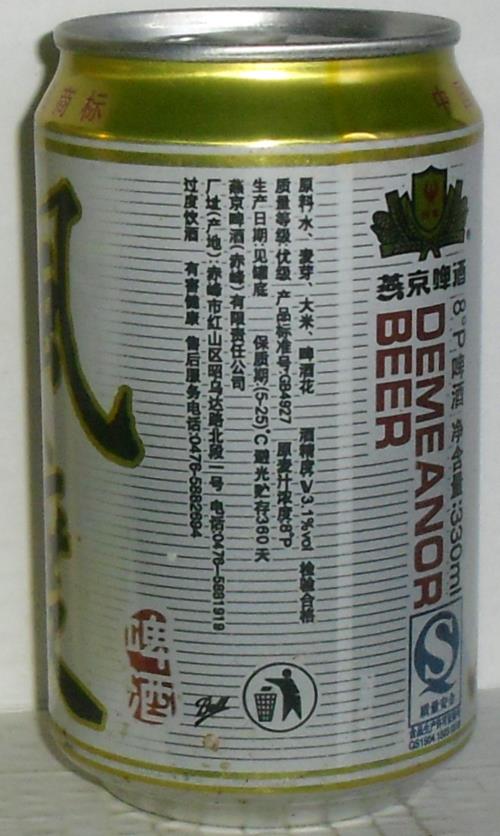 商标
中国
燕京啤酒
8°P 啤酒 净含量:330ml
DEMEANOR
BEER
原料:水、麦芽、大米、啤酒花 酒精度:≥3.1%vol 检验合格
质量等级:优级 产品标准号:GB4927 原麦汁浓度:8°P
生产日期:见罐底 保质期:(5-25)°C 避光贮存360 天
燕京啤酒(赤峰)有限责任公司
厂址(产地):赤峰市红山区昭乌达路北段一号 电话:0476-5881919
过度饮酒 有害健康 售后服务电话:0476-5882694
风
啤酒
质量安全